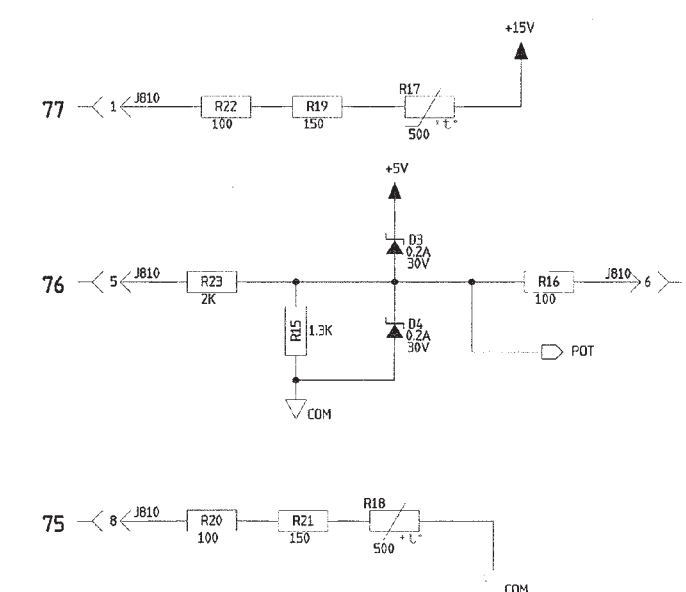 +15V
77 1 J810 R22 R19 R17
100 150 500 +t°
+5V
D3
0.2A
30V
76 5 J810 R23 R16 J810 6
2K 100
R15 1.3K
D4
0.2A
30V
POT
COM
75 8 J810 R20 R21 R18
100 150 500 +t°
COM